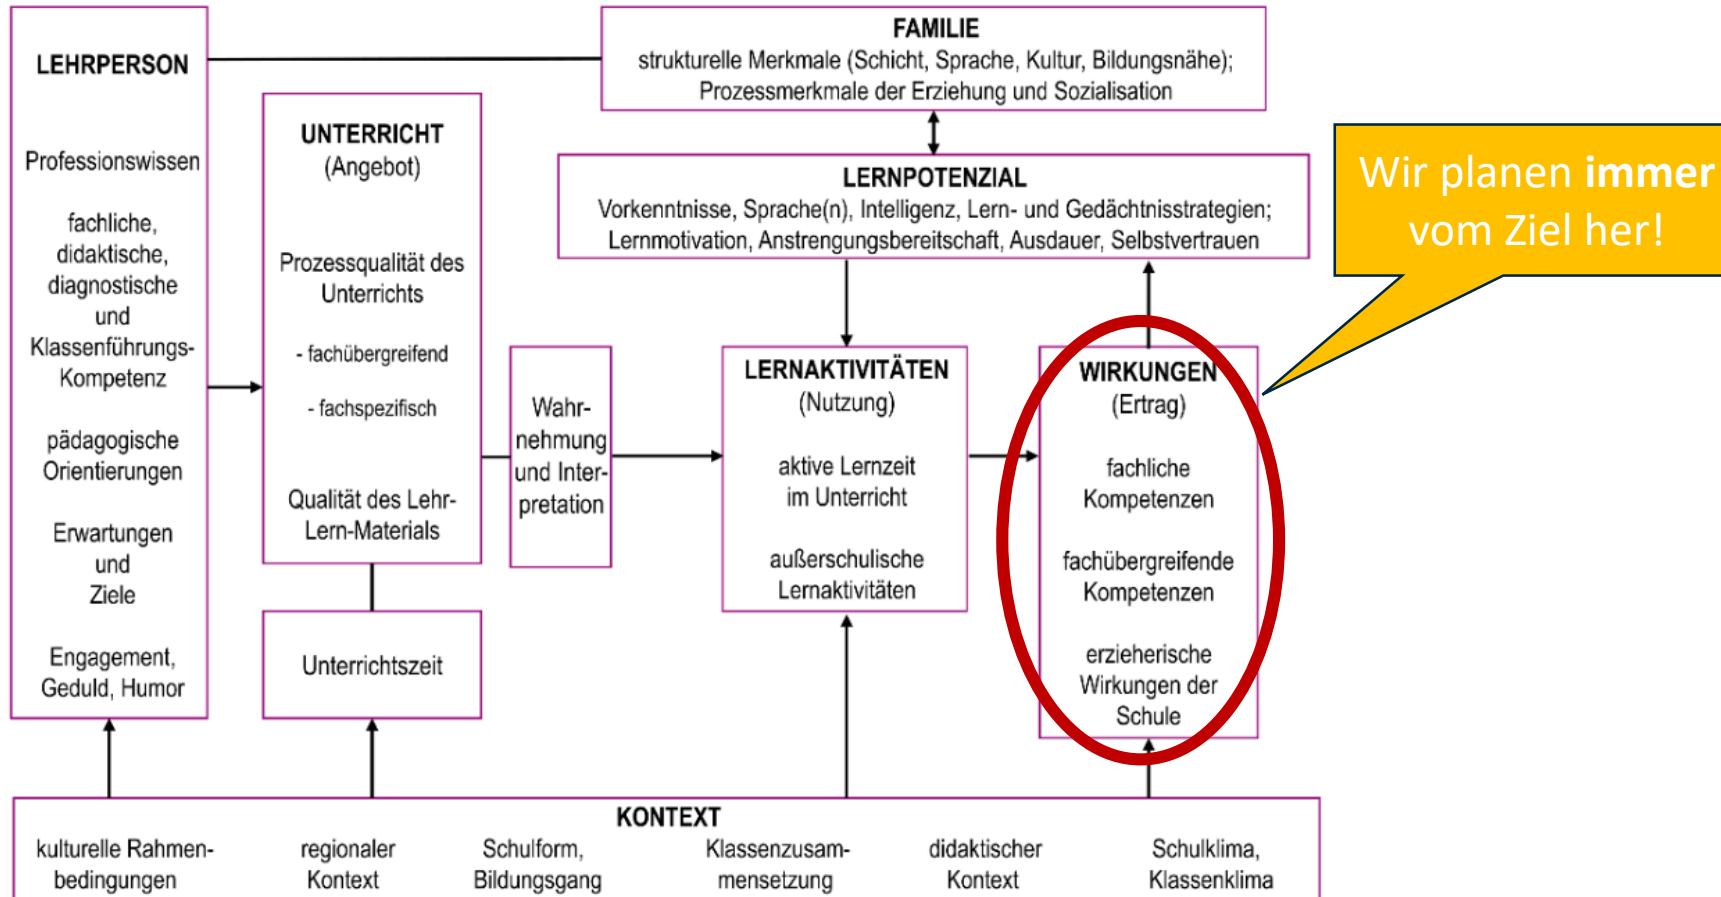 LEHRPERSON
Professionswissen
fachliche,
didaktische,
diagnostische
und
Klassenführungs-
Kompetenz
pädagogische
Orientierungen
Erwartungen
und
Ziele
Engagement,
Geduld, Humor
UNTERRICHT
(Angebot)
Prozessqualität des
Unterrichts
- fachübergreifend
- fachspezifisch
Qualität des Lehr-
Lern-Materials
Unterrichtszeit
Wahr-
nehmung
und Inter-
pretation
FAMILIE
strukturelle Merkmale (Schicht, Sprache, Kultur, Bildungsnähe);
Prozessmerkmale der Erziehung und Sozialisation
LERNPOTENZIAL
Vorkenntnisse, Sprache(n), Intelligenz, Lern- und Gedächtnisstrategien;
Lernmotivation, Anstrengungsbereitschaft, Ausdauer, Selbstvertrauen
LERNAKTIVITÄTEN
(Nutzung)
aktive Lernzeit
im Unterricht
außerschulische
Lernaktivitäten
WIRKUNGEN
(Ertrag)
fachliche
Kompetenzen
fachübergreifende
Kompetenzen
erzieherische
Wirkungen der
Schule
Wir planen immer
vom Ziel her!
KONTEXT
kulturelle Rahmen-
bedingungen
regionaler
Kontext
Schulform,
Bildungsgang
Klassenzusam-
mensetzung
didaktischer
Kontext
Schulklima,
Klassenklima